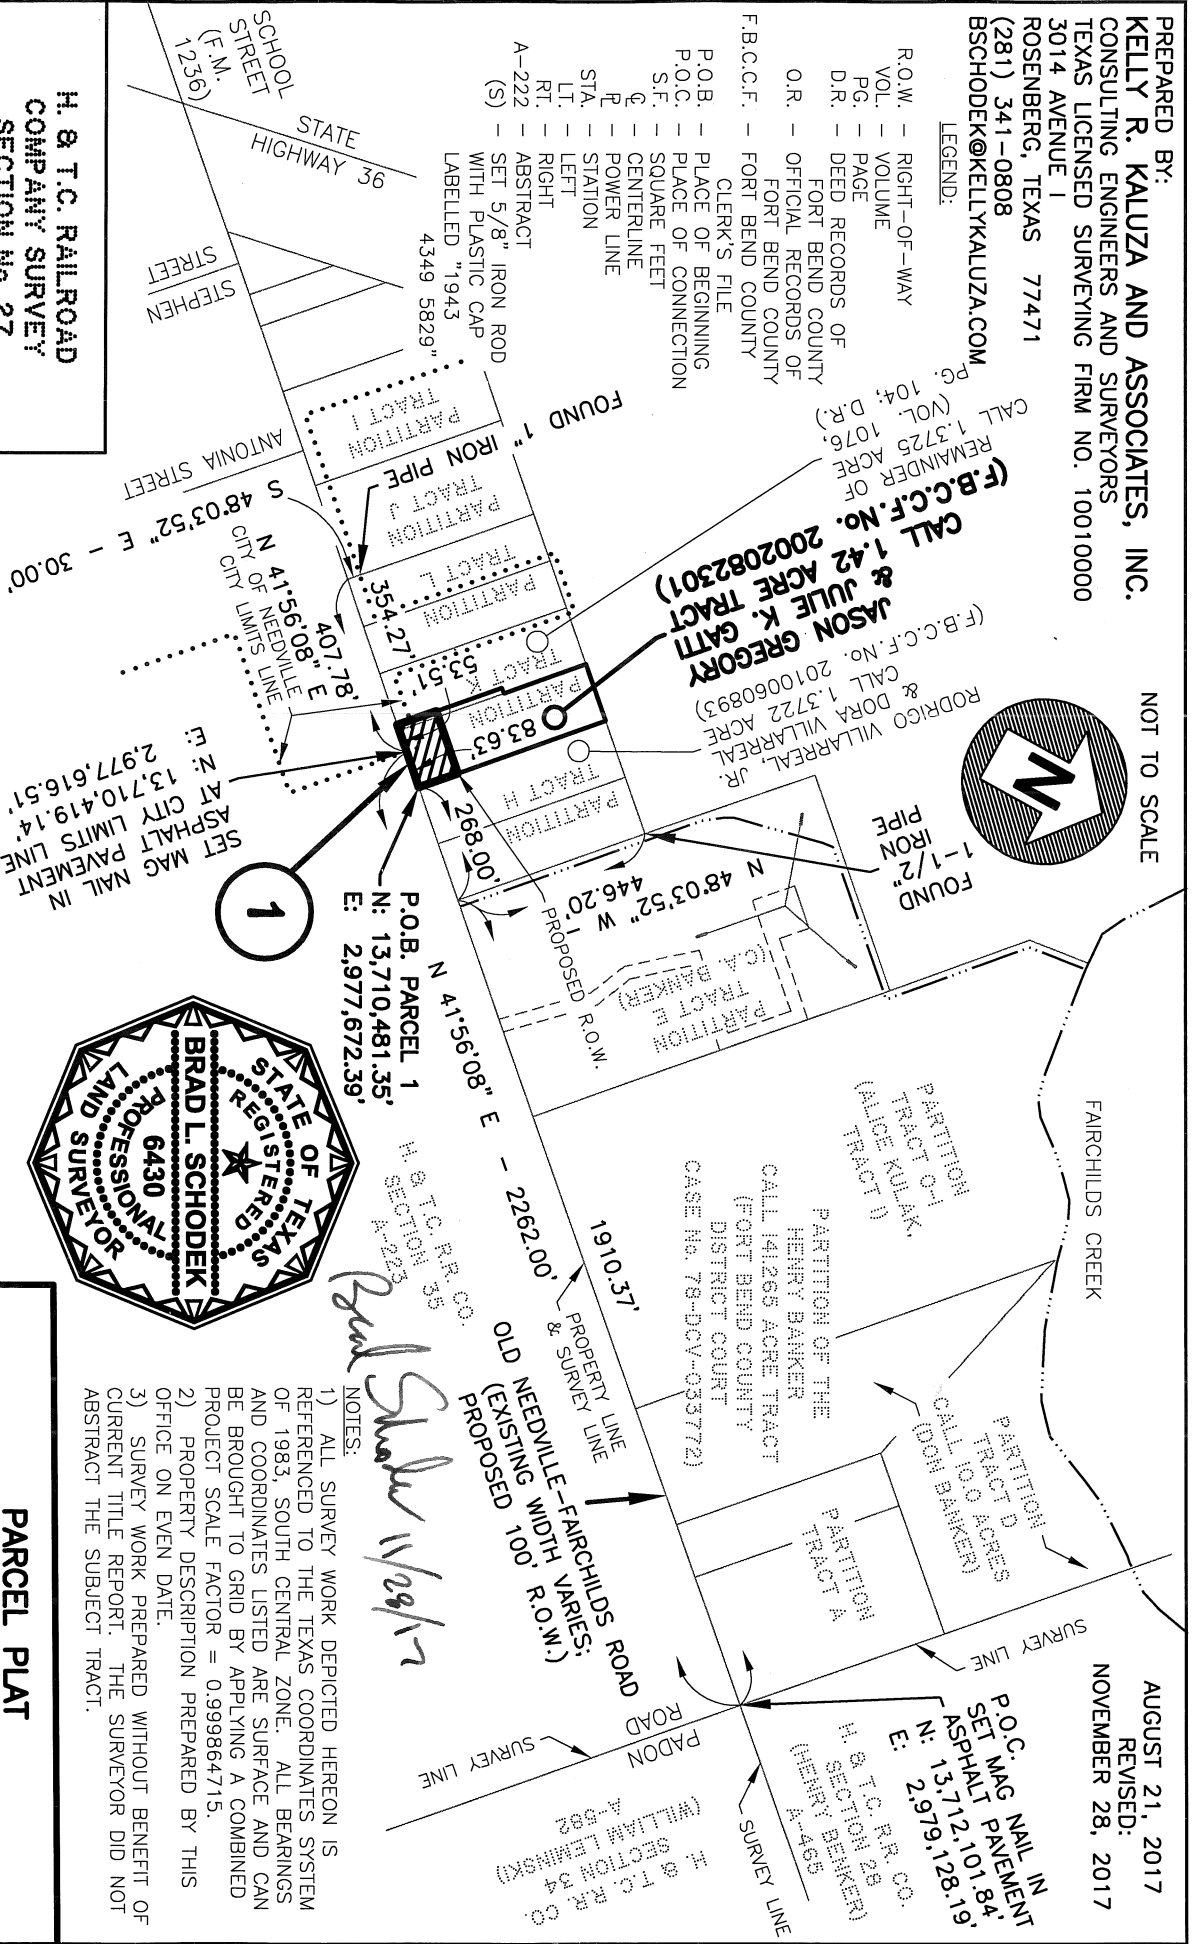 PREPARED BY:
KELLY R. KALUZA AND ASSOCIATES, INC.
CONSULTING ENGINEERS AND SURVEYORS
TEXAS LICENSED SURVEYING FIRM NO. 10010000
3014 AVENUE I
ROSENBERG, TEXAS 77471
(281) 341-0808
BSCHODEK@KELLYKALUZA.COM
NOT TO SCALE
AUGUST 21, 2017
REVISED:
NOVEMBER 28, 2017
LEGEND:
R.O.W. - RIGHT-OF-WAY
VOL. - VOLUME
PG. - PAGE
D.R. - DEED RECORDS OF
FORT BEND COUNTY
O.R. - OFFICIAL RECORDS OF
FORT BEND COUNTY
F.B.C.C.F. - FORT BEND COUNTY
CLERK'S FILE
P.O.B. - PLACE OF BEGINNING
P.O.C. - PLACE OF CONNECTION
S.F. - SQUARE FEET
℄ - CENTERLINE
- POWER LINE
STA. - STATION
LT. - LEFT
RT. - RIGHT
A-222 - ABSTRACT
(S) - SET 5/8" IRON ROD
WITH PLASTIC CAP
LABELLED "1943
4349 5829"
N
FAIRCHILDS CREEK
REMAINDER OF
CALL 1.3725 ACRE
(VOL. 1076,
PG. 104; D.R.)
JASON GREGORY
& JULIE K. GATTI
CALL 1.42 ACRE TRACT
(F.B.C.C.F. No. 2002082301)
RODRIGO VILLARREAL, JR.
& DORA VILLARREAL
CALL 1.3722 ACRE
(F.B.C.C.F. No. 2010060893)
FOUND
1-1/2"
IRON
PIPE
FOUND 1" IRON PIPE
PARTITION
TRACT I
PARTITION
TRACT J
PARTITION
TRACT L
PARTITION
TRACT K
PARTITION
PARTITION
TRACT H
PARTITION
PARTITION
TRACT E
(C.A. BANKER)
PARTITION
TRACT O-1
(ALICE KULAK,
TRACT I)
PARTITION
TRACT D
CALL 10.0 ACRES
(DON BANKER)
PARTITION
TRACT A
PARTITION OF THE
HENRY BANKER
CALL 141.265 ACRE TRACT
(FORT BEND COUNTY
DISTRICT COURT
CASE No. 78-DCV-033772)
N 48°03'52" W -
446.20'
PROPOSED R.O.W.
N 41°56'08" E - 2262.00'
1910.37'
268.00'
83.63'
53.51'
354.27'
N 41°56'08" E
407.78'
S 48°03'52" E - 30.00'
CITY OF NEEDVILLE
CITY LIMITS LINE
SCHOOL
STREET
(F.M.
1236)
STATE
HIGHWAY 36
STEPHEN
STREET
ANTONIA STREET
SET MAG NAIL IN
ASPHALT PAVEMENT
AT CITY LIMITS LINE
N: 13,710,419.14'
E: 2,977,616.51'
1
P.O.B. PARCEL 1
N: 13,710,481.35'
E: 2,977,672.39'
PROPERTY LINE
& SURVEY LINE
OLD NEEDVILLE-FAIRCHILDS ROAD
(EXISTING WIDTH VARIES;
PROPOSED 100' R.O.W.)
H. & T.C. R.R. CO.
SECTION 35
A-223
SURVEY LINE
P.O.C.
SET MAG NAIL IN
ASPHALT PAVEMENT
N: 13,712,101.84'
E: 2,979,128.19'
H. & T.C. R.R. CO.
SECTION 28
(HENRY BENKER)
A-465
SURVEY LINE
PADON
ROAD
SURVEY LINE
H. & T.C. R.R. CO.
SECTION 34
(WILLIAM LEMINSKI)
A-582
STATE OF TEXAS
REGISTERED
BRAD L. SCHODEK
6430
PROFESSIONAL
LAND SURVEYOR
Brad Schodek 11/28/17
NOTES:
1) ALL SURVEY WORK DEPICTED HEREON IS
REFERENCED TO THE TEXAS COORDINATES SYSTEM
OF 1983, SOUTH CENTRAL ZONE. ALL BEARINGS
AND COORDINATES LISTED ARE SURFACE AND CAN
BE BROUGHT TO GRID BY APPLYING A COMBINED
PROJECT SCALE FACTOR = 0.999864715.
2) PROPERTY DESCRIPTION PREPARED BY THIS
OFFICE ON EVEN DATE.
3) SURVEY WORK PREPARED WITHOUT BENEFIT OF
CURRENT TITLE REPORT. THE SURVEYOR DID NOT
ABSTRACT THE SUBJECT TRACT.
H. & T.C. RAILROAD
COMPANY SURVEY
SECTION No. 27
PARCEL PLAT